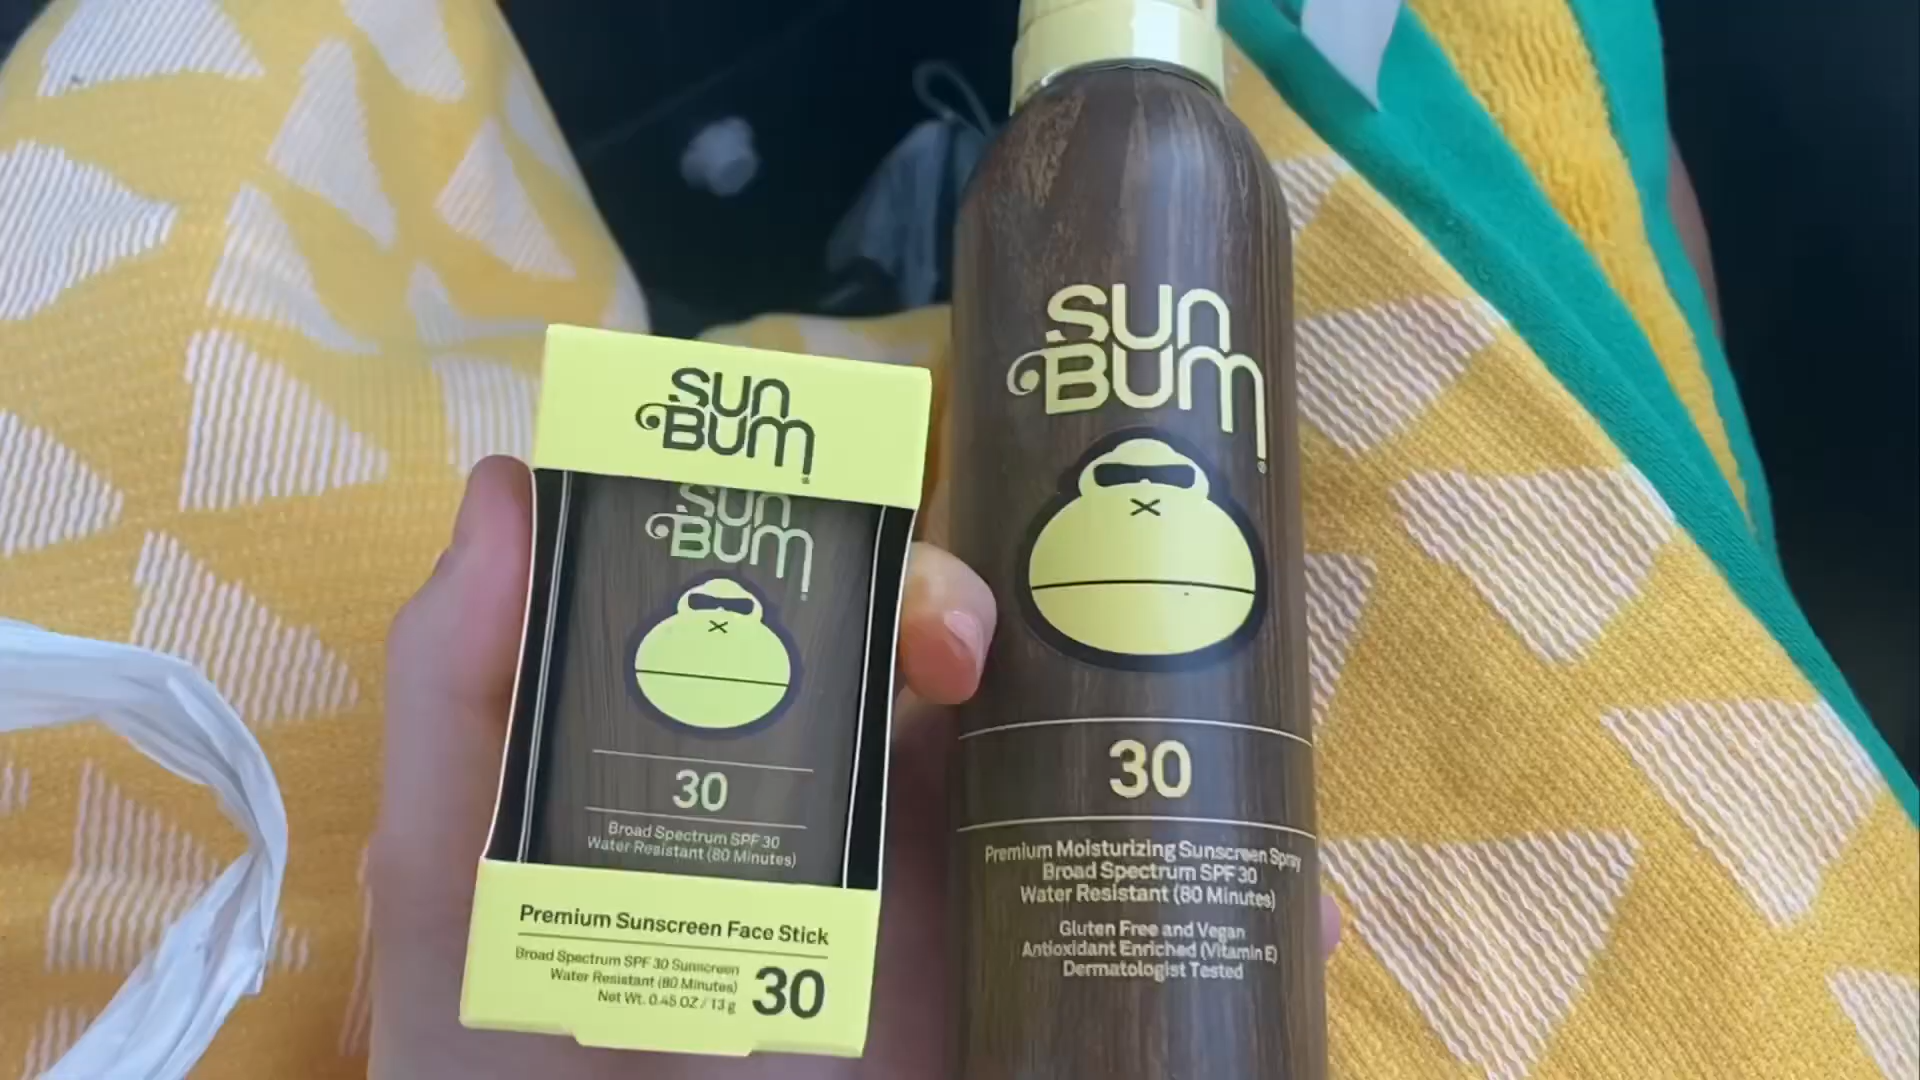 SUN
BUM
SUN
BUM
30
Broad Spectrum SPF 30
Water Resistant (80 Minutes)
Premium Sunscreen Face Stick
Broad Spectrum SPF 30 Sunscreen
Water Resistant (80 Minutes)
Net Wt. 0.45 OZ / 13 g
30
SUN
BUM
30
Premium Moisturizing Sunscreen Spray
Broad Spectrum SPF 30
Water Resistant (80 Minutes)
Gluten Free and Vegan
Antioxidant Enriched (Vitamin E)
Dermatologist Tested